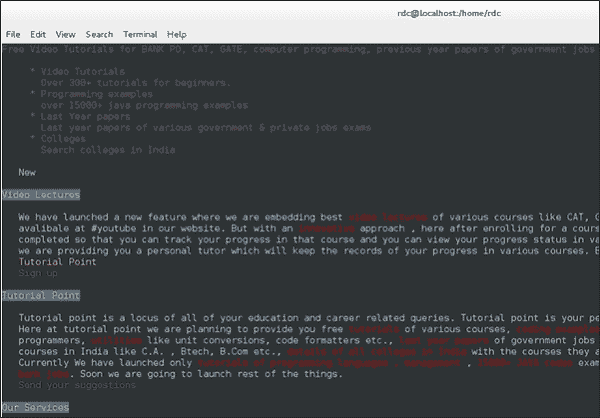 rdc@localhost:/home/rdc
File Edit View Search Terminal Help
Free Video Tutorials for BANK PO, CAT, GATE, computer programming, previous year papers of government jobs
* Video Tutorials
Over 300+ tutorials for beginners.
* Programming examples
over 15000+ java programming examples
* Last Year papers
Last year papers of various government & private jobs exams
* Colleges
Search colleges in India
New
Video Lectures
We have launched a new feature where we are embedding best video lectures of various courses like CAT, G
avalibale at #youtube in our website. But with an approach , here after enrolling for a cours
completed so that you can track your progress in that course and you can view your progress status in va
we are providing you a personal tutor which will keep the records of your progress in various courses. B
Tutorial Point
Sign up
Tutorial Point
Tutorial point is a locus of all of your education and career related queries. Tutorial point is your pe
Here at tutorial point we are planning to provide you free tutorials of various courses,
programmers, like unit conversions, code formatters etc., of government jobs
courses in India like C.A. , Btech, B.Com etc., with the courses they a
Currently We have launched only , , exam
. Soon we are going to launch rest of the things.
Send your suggestions
Our Services